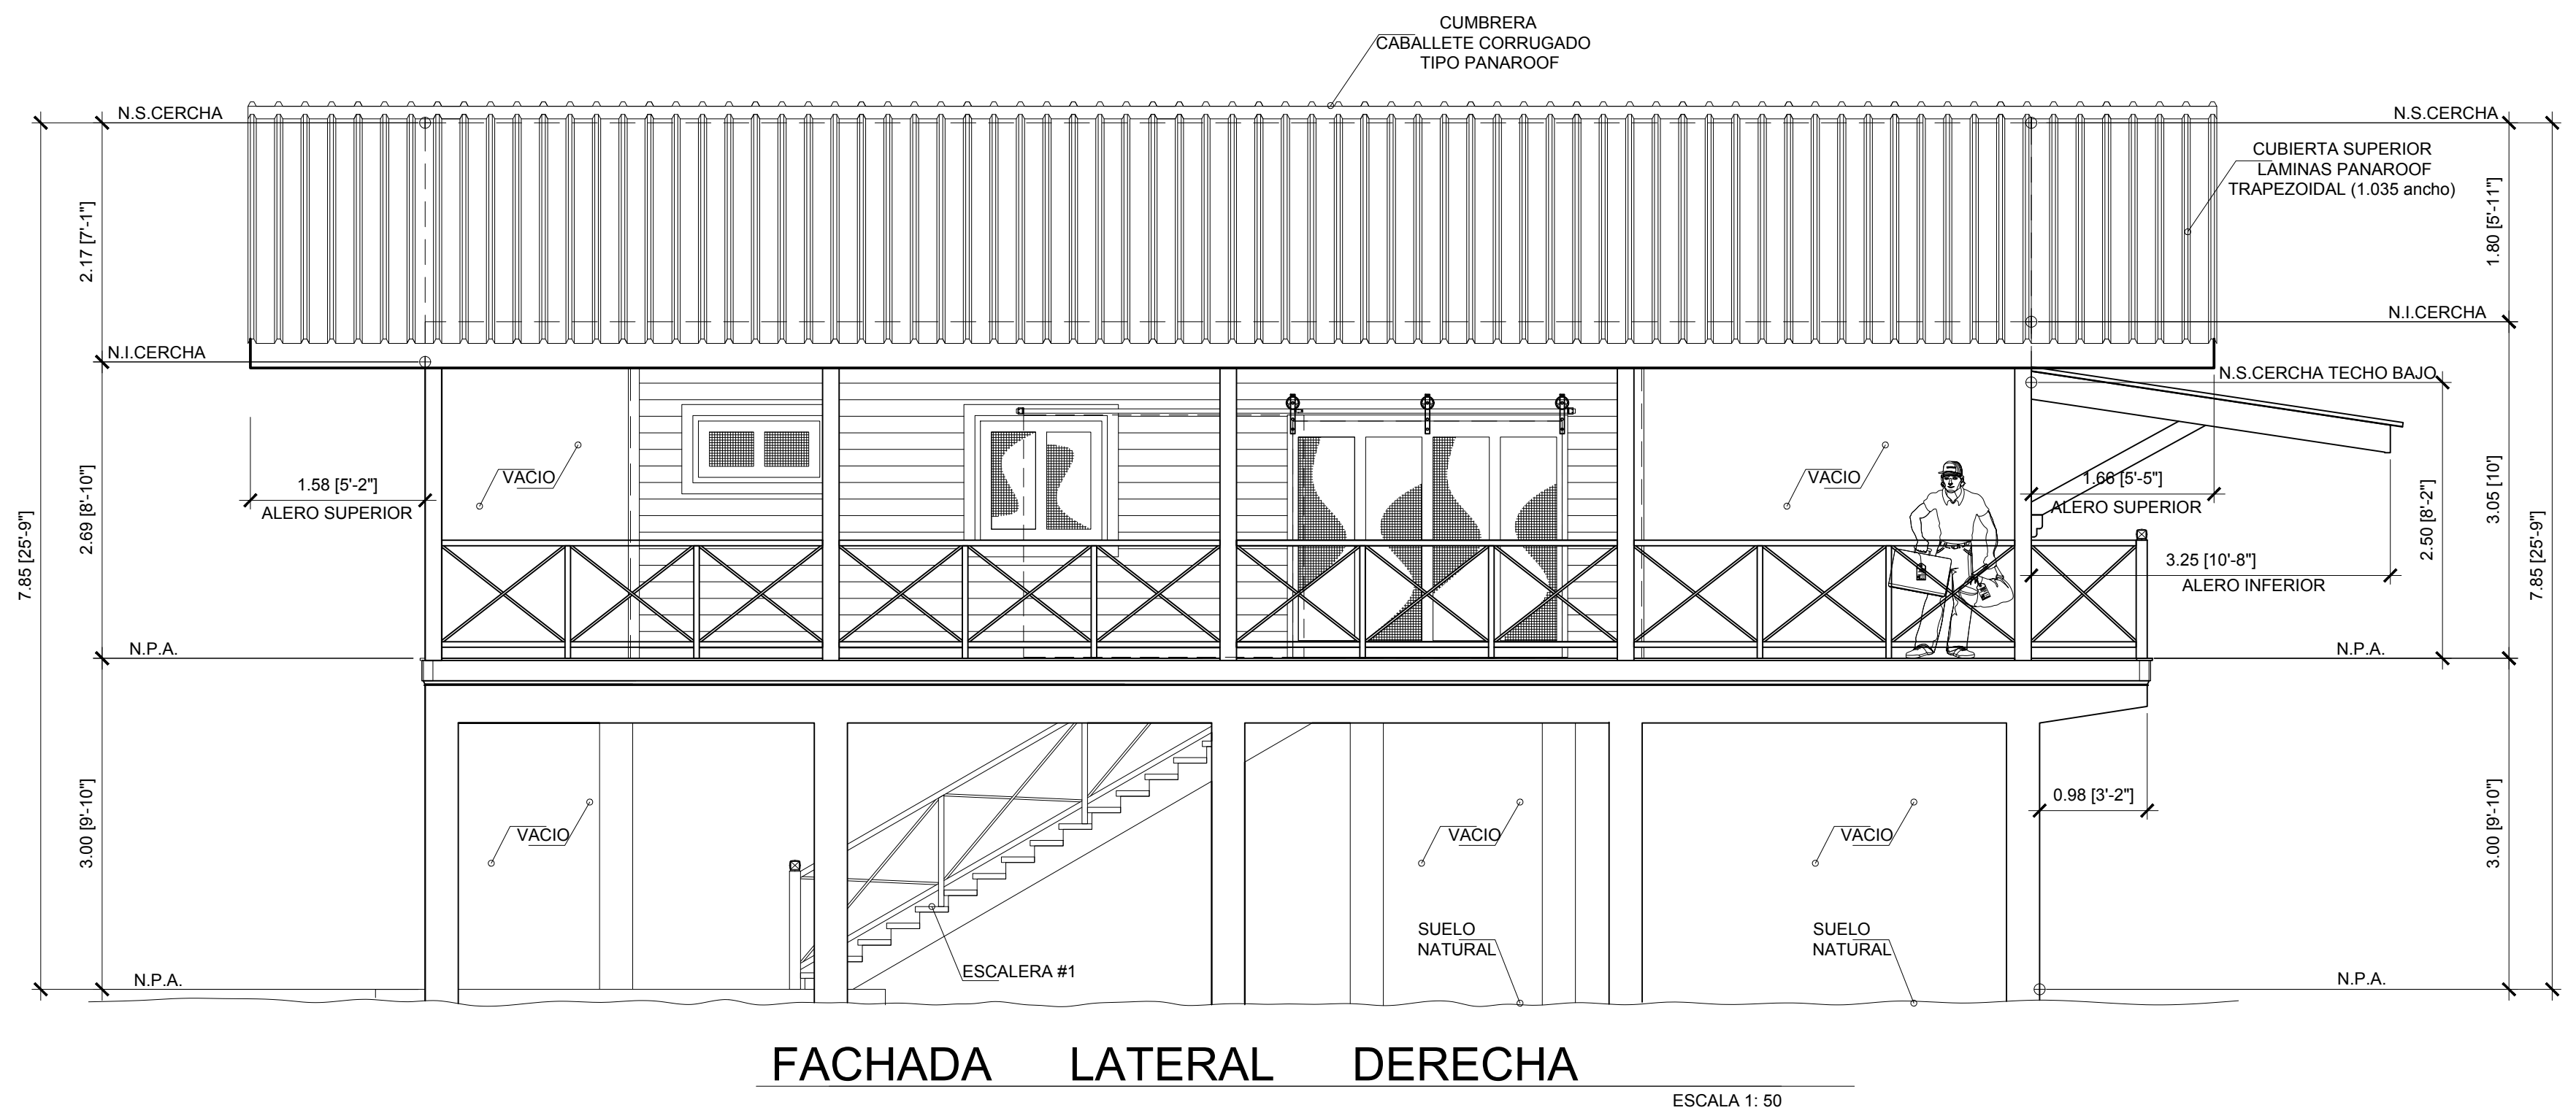 CUMBRERA
CABALLETE CORRUGADO
TIPO PANAROOF
N.S.CERCHA
N.S.CERCHA
CUBIERTA SUPERIOR
LAMINAS PANAROOF
TRAPEZOIDAL (1.035 ancho)
2.17 [7'-1"]
1.80 [5'-11"]
N.I.CERCHA
N.I.CERCHA
N.S.CERCHA TECHO BAJO
VACIO
VACIO
1.58 [5'-2"]
ALERO SUPERIOR
1.66 [5'-5"]
ALERO SUPERIOR
7.85 [25'-9"]
2.69 [8'-10"]
2.50 [8'-2"]
3.05 [10']
7.85 [25'-9"]
3.25 [10'-8"]
ALERO INFERIOR
N.P.A.
N.P.A.
0.98 [3'-2"]
3.00 [9'-10"]
3.00 [9'-10"]
VACIO
VACIO
VACIO
SUELO
NATURAL
SUELO
NATURAL
ESCALERA #1
N.P.A.
N.P.A.
FACHADA LATERAL DERECHA
ESCALA 1: 50